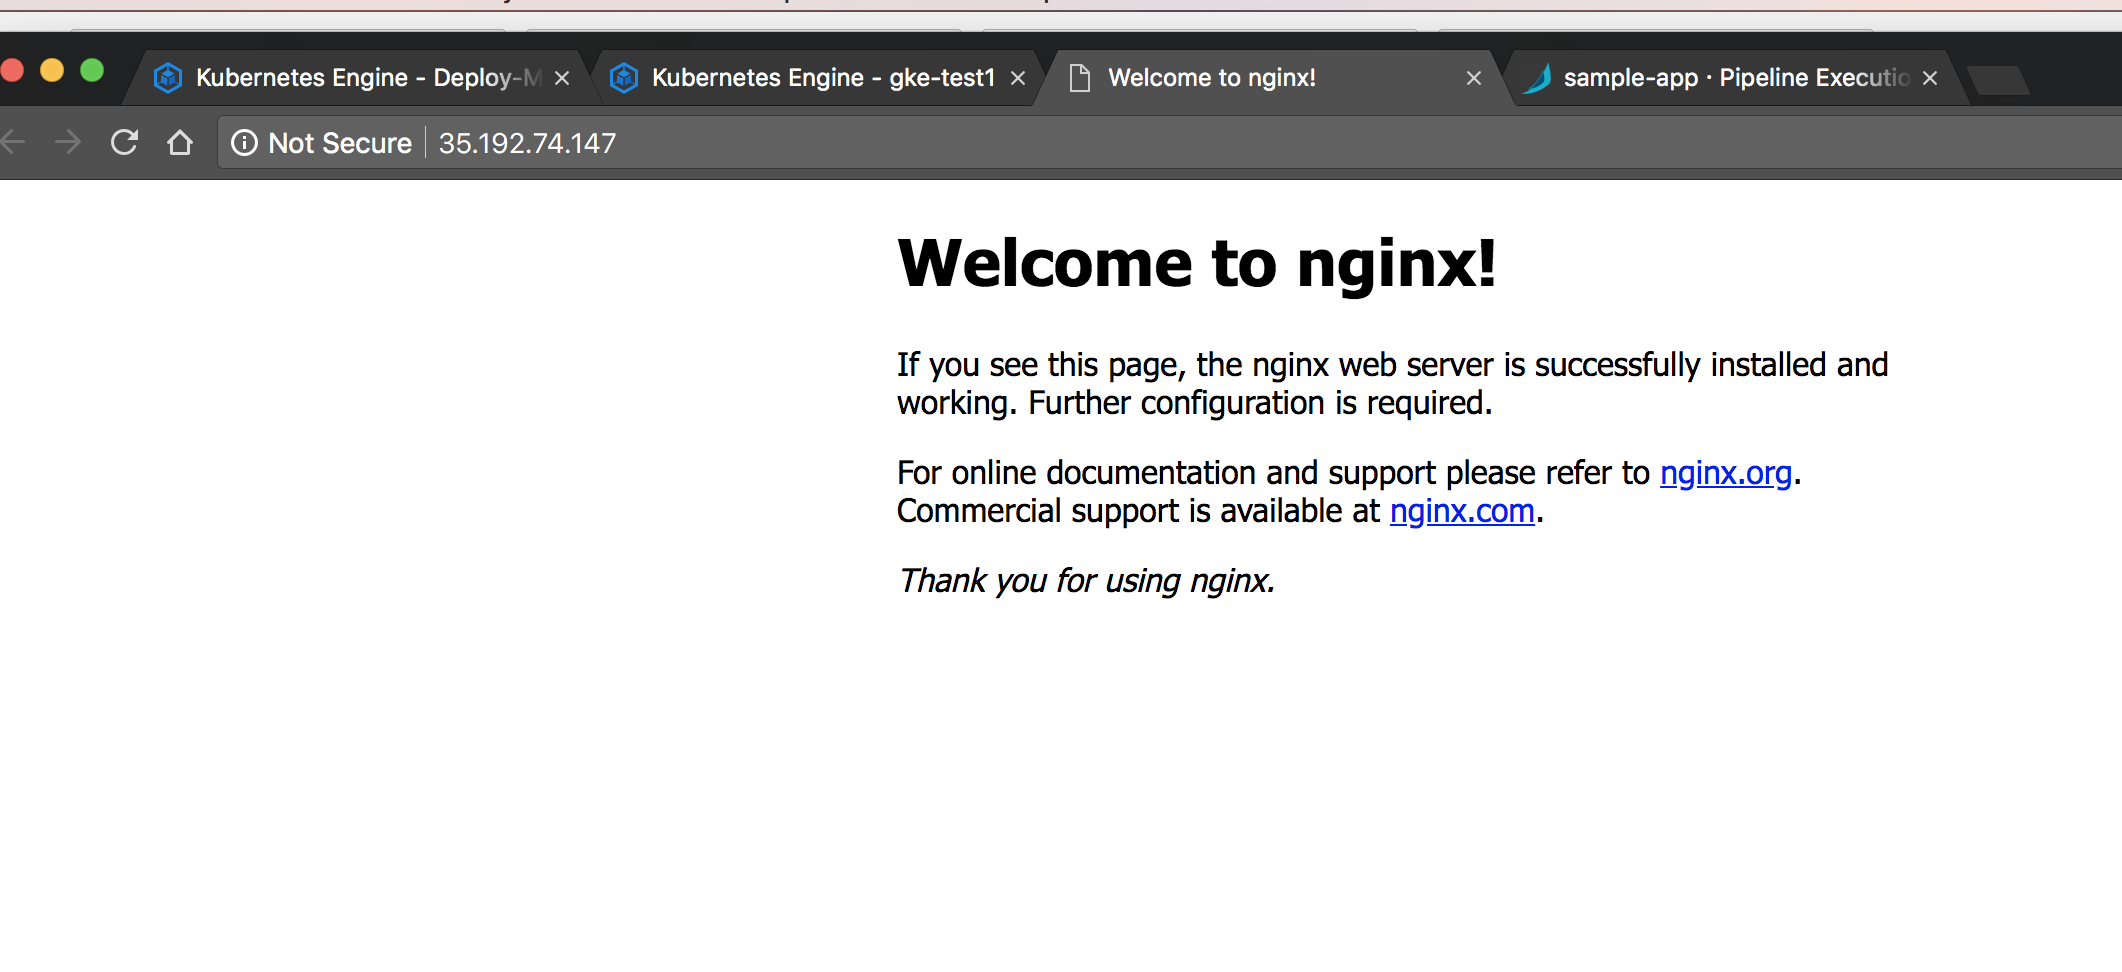 Kubernetes Engine - Deploy-M
Kubernetes Engine - gke-test1
Welcome to nginx!
sample-app · Pipeline Executio
Not Secure
35.192.74.147
Welcome to nginx!
If you see this page, the nginx web server is successfully installed and
working. Further configuration is required.
For online documentation and support please refer to nginx.org.
Commercial support is available at nginx.com.
Thank you for using nginx.